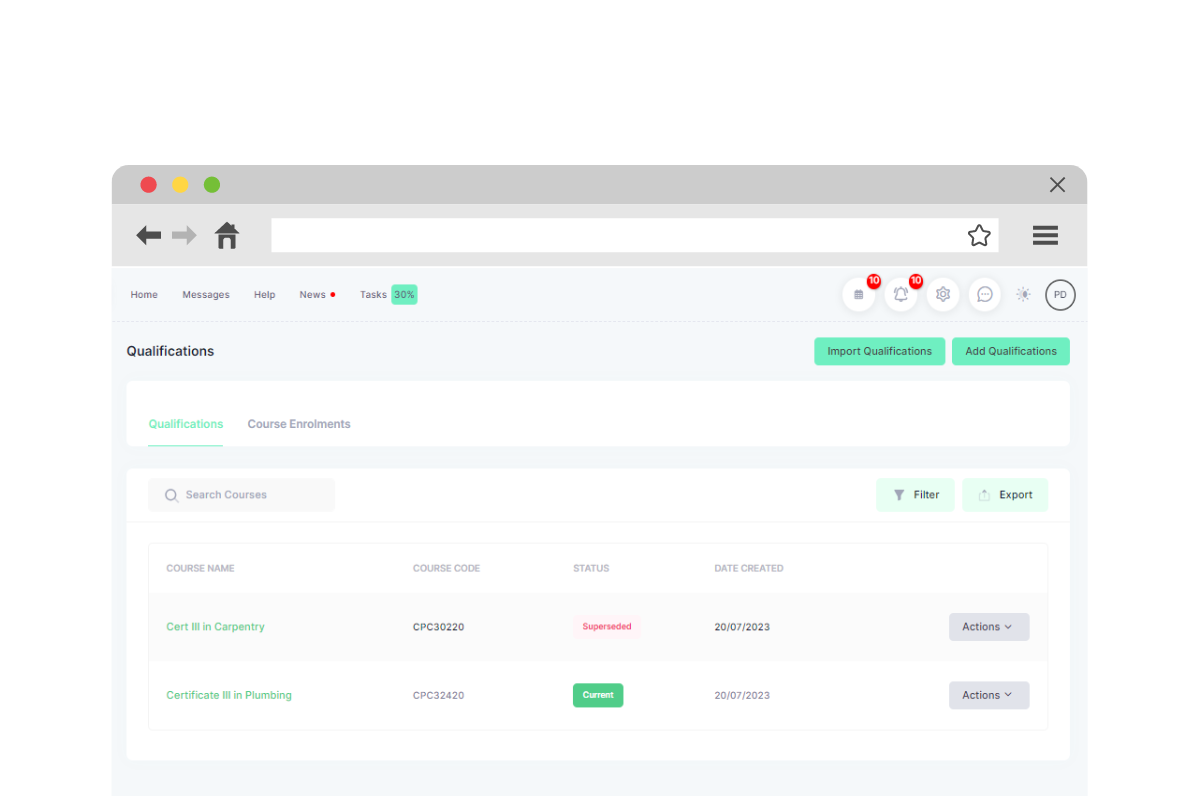 Home Messages Help News Tasks 30% 10 10 PD
Qualifications Import Qualifications Add Qualifications
Qualifications Course Enrolments
Search Courses Filter Export
COURSE NAME COURSE CODE STATUS DATE CREATED
Cert III in Carpentry CPC30220 Superseded 20/07/2023 Actions
Certificate III in Plumbing CPC32420 Current 20/07/2023 Actions